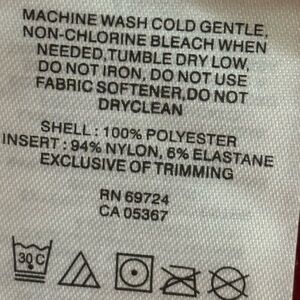 MACHINE WASH COLD GENTLE,
NON-CHLORINE BLEACH WHEN
NEEDED,TUMBLE DRY LOW,
DO NOT IRON, DO NOT USE
FABRIC SOFTENER,DO NOT
DRYCLEAN
SHELL : 100% POLYESTER
INSERT : 94% NYLON, 6% ELASTANE
EXCLUSIVE OF TRIMMING
RN 69724
CA 05367
30 C